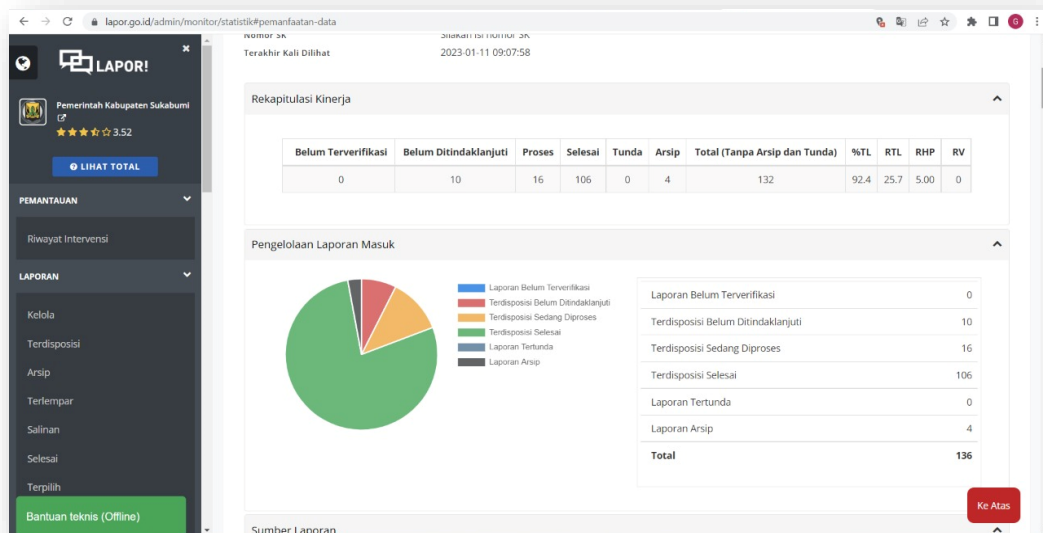 lapor.go.id/admin/monitor/statistik#pemanfaatan-data
G
LAPOR!
Pemerintah Kabupaten Sukabumi
3.52
LIHAT TOTAL
PEMANTAUAN
Riwayat Intervensi
LAPORAN
Kelola
Terdisposisi
Arsip
Terlempar
Salinan
Selesai
Terpilih
Bantuan teknis (Offline)
Nomor SK Silakan isi nomor SK
Terakhir Kali Dilihat 2023-01-11 09:07:58
Rekapitulasi Kinerja
Belum Terverifikasi Belum Ditindaklanjuti Proses Selesai Tunda Arsip Total (Tanpa Arsip dan Tunda) %TL RTL RHP RV
0 10 16 106 0 4 132 92.4 25.7 5.00 0
Pengelolaan Laporan Masuk
Laporan Belum Terverifikasi
Terdisposisi Belum Ditindaklanjuti
Terdisposisi Sedang Diproses
Terdisposisi Selesai
Laporan Tertunda
Laporan Arsip
Laporan Belum Terverifikasi 0
Terdisposisi Belum Ditindaklanjuti 10
Terdisposisi Sedang Diproses 16
Terdisposisi Selesai 106
Laporan Tertunda 0
Laporan Arsip 4
Total 136
Ke Atas
Sumber Laporan